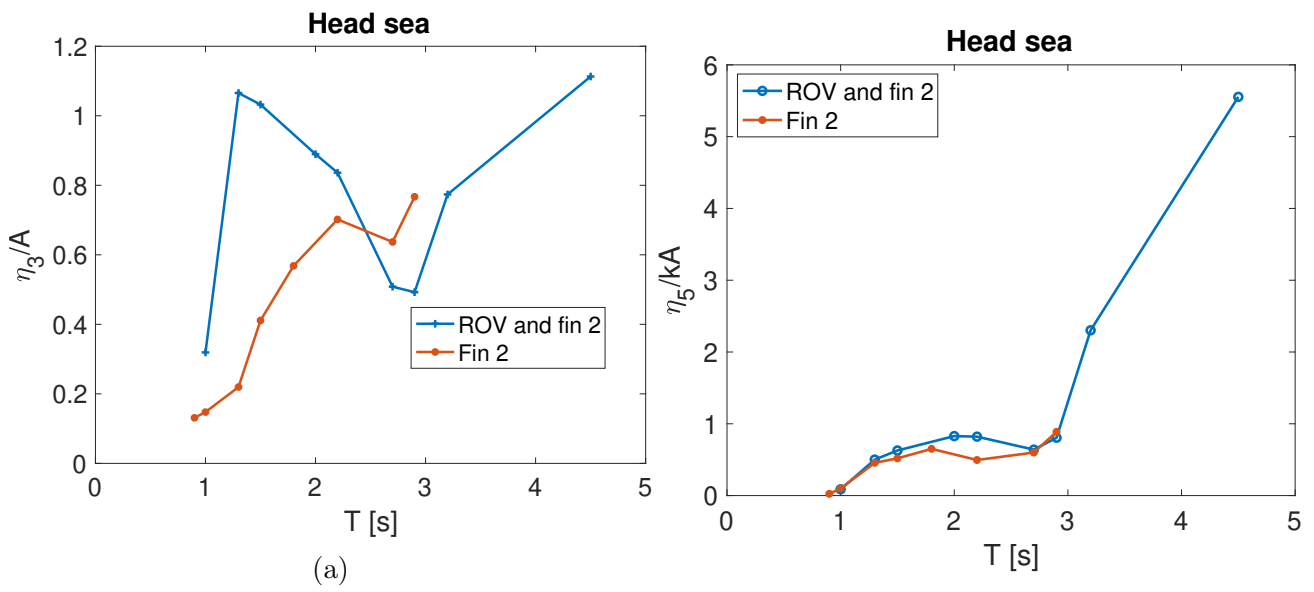 Head sea
1.2
1
0.8
0.6
0.4
0.2
0
η3/A
0 1 2 3 4 5
T [s]
ROV and fin 2
Fin 2
(a)
Head sea
6
5
4
3
2
1
0
η5/kA
0 1 2 3 4 5
T [s]
ROV and fin 2
Fin 2